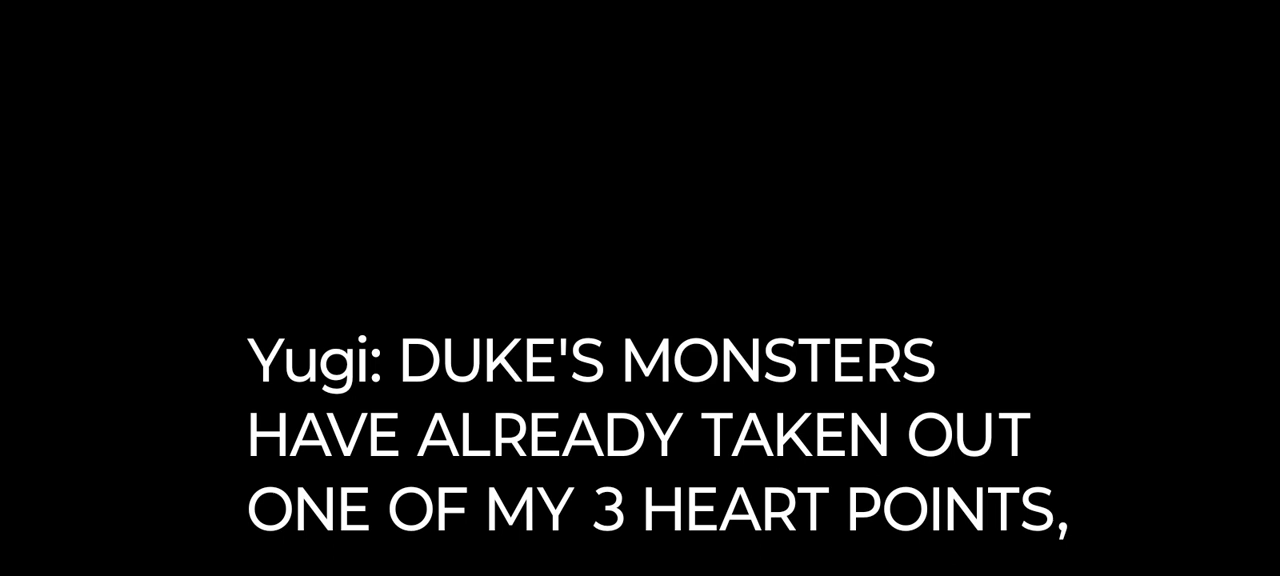 Yugi: DUKE'S MONSTERS
HAVE ALREADY TAKEN OUT
ONE OF MY 3 HEART POINTS,